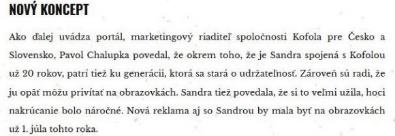 NOVÝ KONCEPT
Ako ďalej uvádza portál, marketingový riaditeľ spoločnosti Kofola pre Česko a
Slovensko, Pavol Chalupka povedal, že okrem toho, že je Sandra spojená s Kofolou
už 20 rokov, patrí tiež ku generácii, ktorá sa stará o udržateľnosť. Zároveň sú radi, že
ju opäť môžu privítať na obrazovkách. Sandra tiež povedala, že si to veľmi užila, hoci
nakrúcanie bolo náročné. Nová reklama aj so Sandrou by mala byť na obrazovkách
už 1. júla tohto roka.